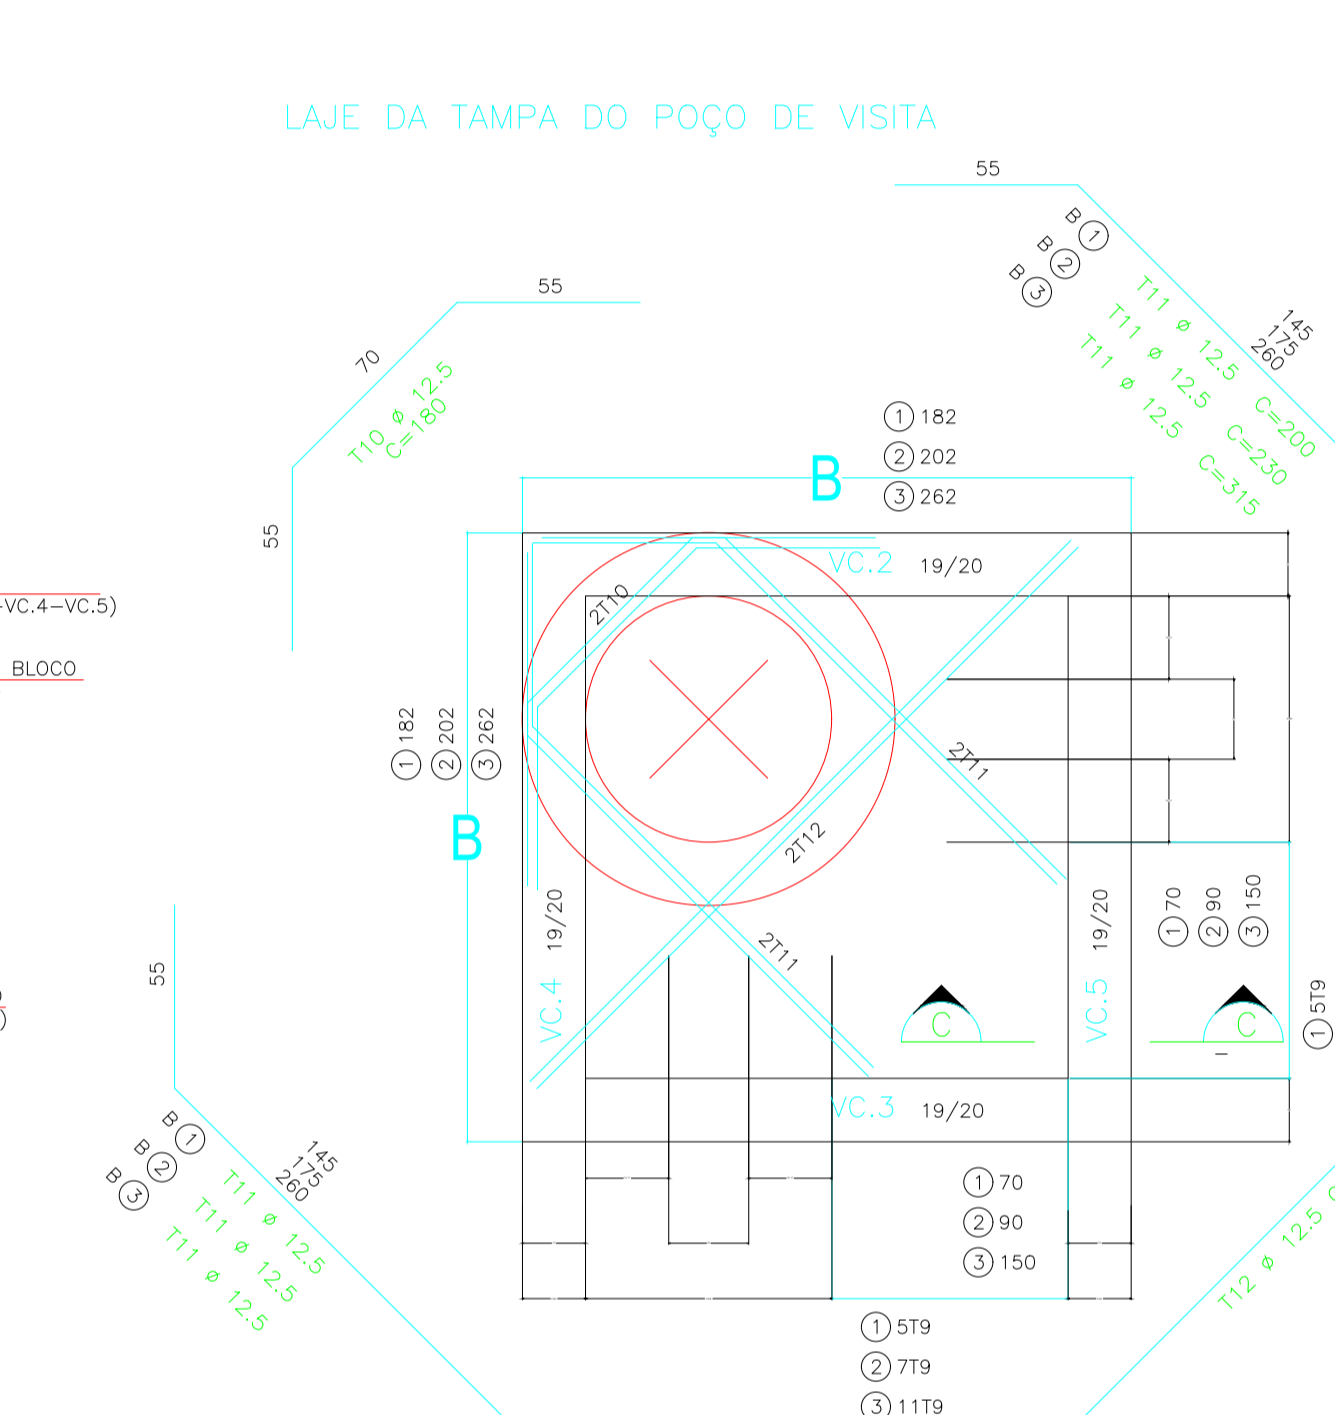 LAJE DA TAMPA DO POÇO DE VISITA
55
B 1
B 2
B 3
T11 ø 12.5 C=200
T11 ø 12.5 C=230
T11 ø 12.5 C=315
145
175
260
55
70
T10 ø 12.5
C=180
55
1 182
2 202
3 262
B
VC.2 19/20
-VC.4-VC.5)
BLOCO
2T10
1 182
2 202
3 262
B
2T11
2T12
19/20
VC.4
2T11
19/20
VC.5
1 70
2 90
3 150
C
C
1 5T9
VC.3 19/20
55
B 1
B 2
B 3
145
175
260
T11 ø 12.5
T11 ø 12.5
T11 ø 12.5
1 70
2 90
3 150
T12 ø 12.5
1 5T9
2 7T9
3 11T9